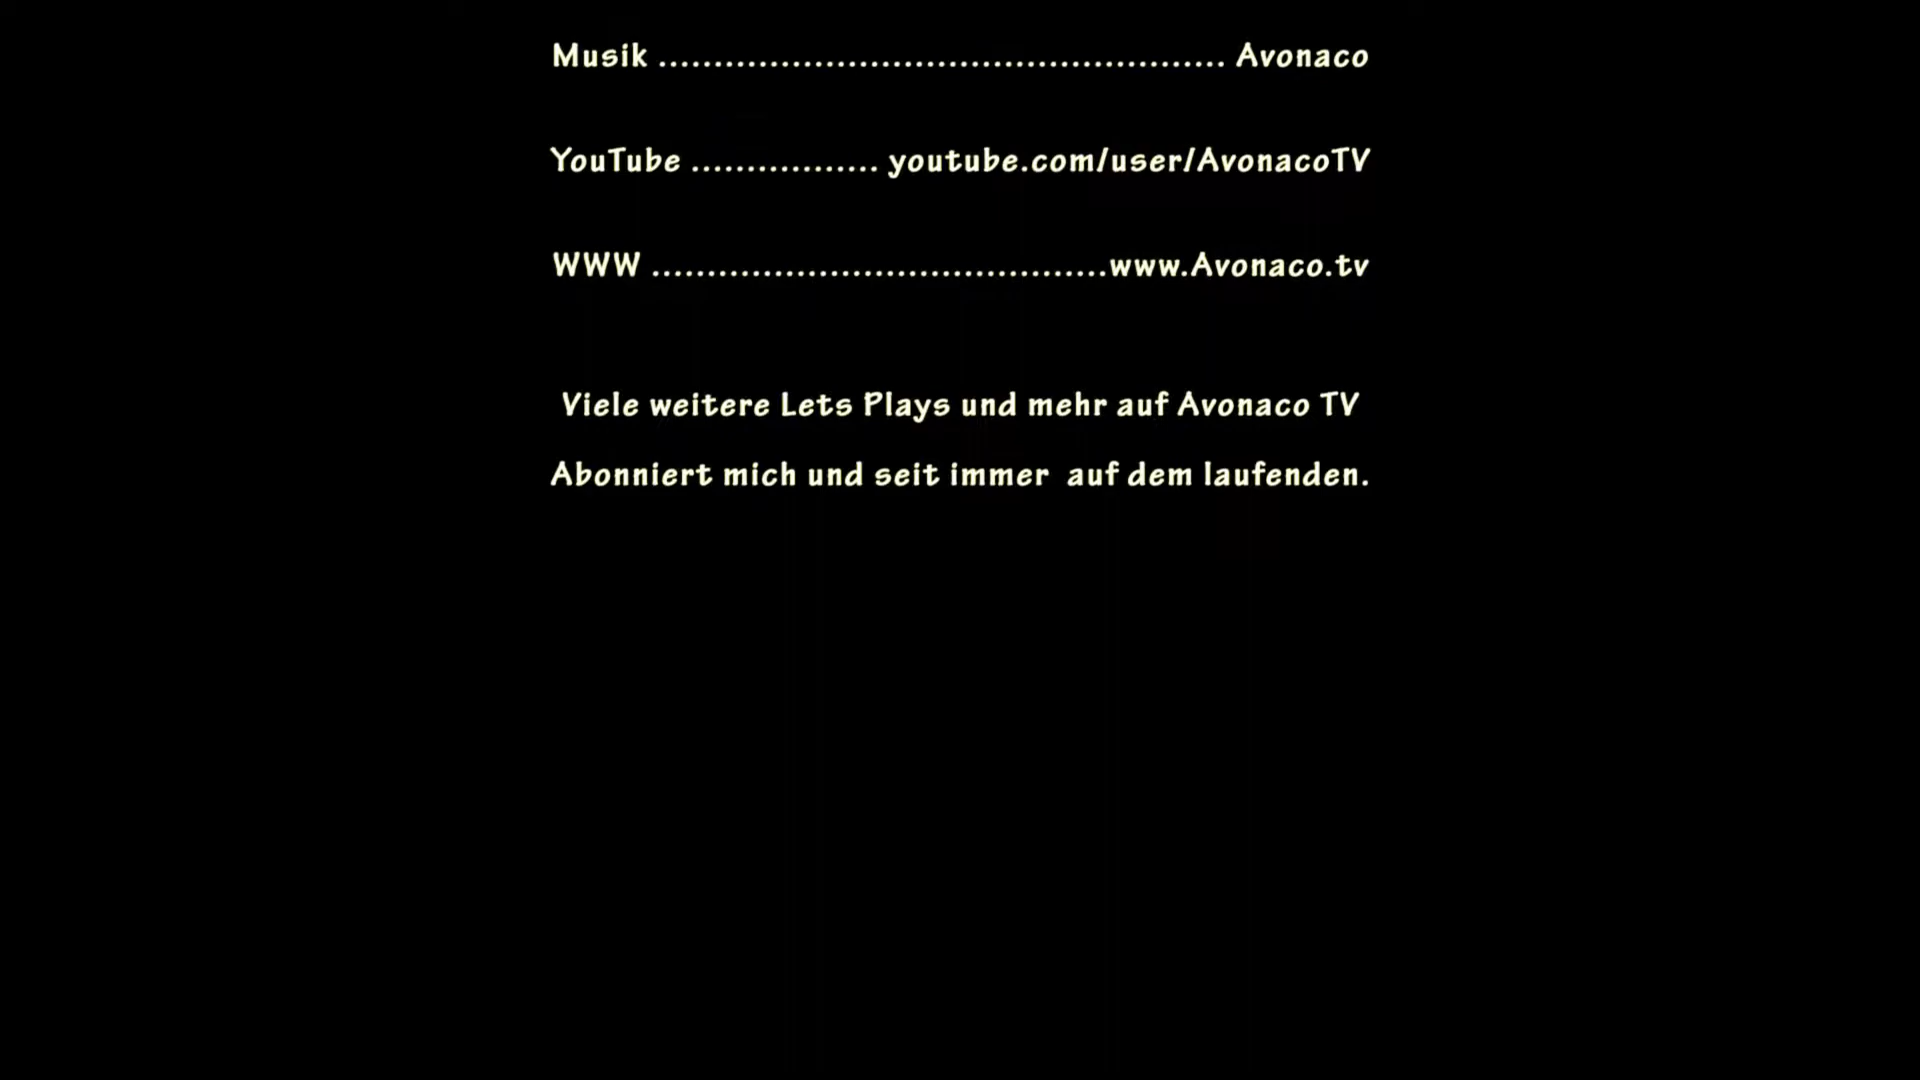 Musik ................................................... Avonaco
YouTube ................. youtube.com/user/AvonacoTV
WWW .........................................www.Avonaco.tv
Viele weitere Lets Plays und mehr auf Avonaco TV
Abonniert mich und seit immer  auf dem laufenden.